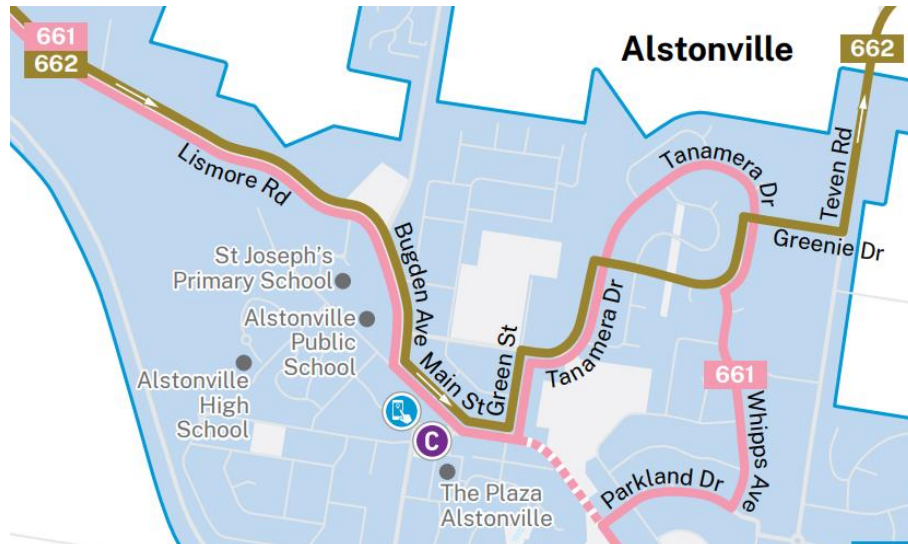 661
662
Alstonville
662
Lismore Rd
Tanamera Dr
Teven Rd
Greenie Dr
St Joseph's
Primary School
Bugden Ave
Alstonville
Public
School
Alstonville
High
School
Main St
Green St
Tanamera Dr
661
Whipps Ave
C
Parkland Dr
The Plaza
Alstonville